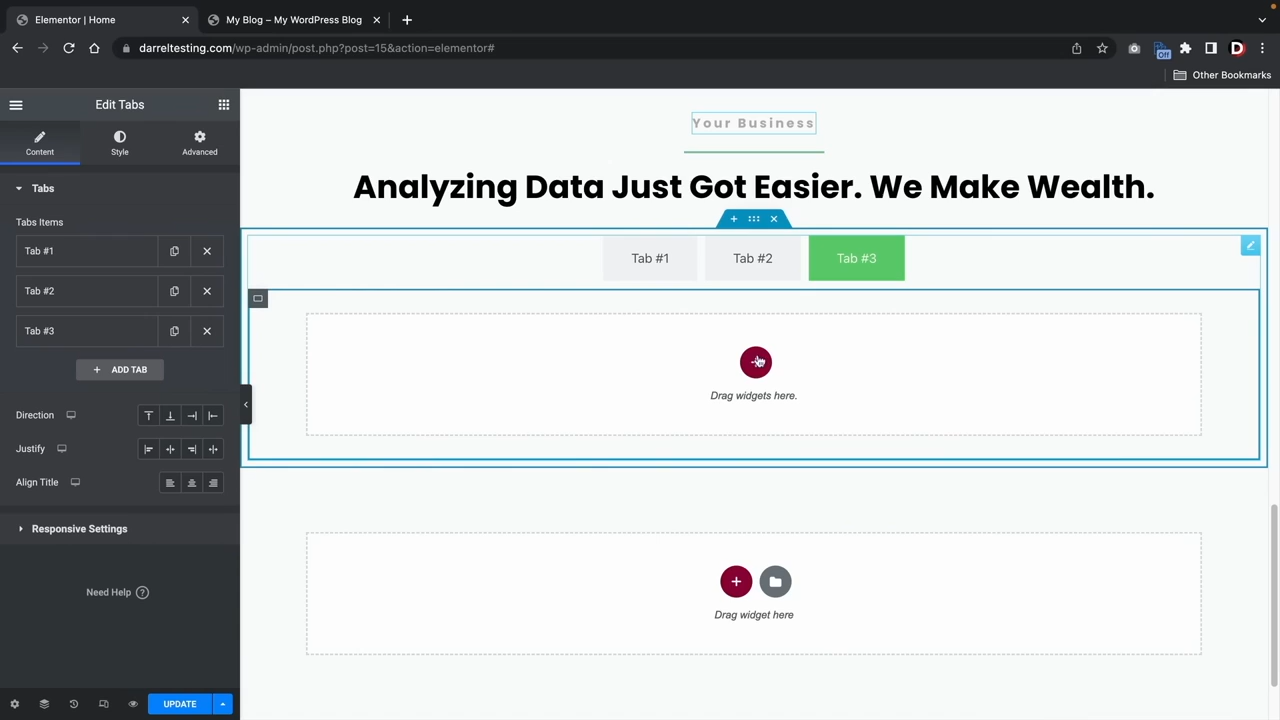 Elementor | Home
My Blog – My WordPress Blog
darreltesting.com/wp-admin/post.php?post=15&action=elementor#
Off
D
Other Bookmarks
Edit Tabs
Content
Style
Advanced
Tabs
Tabs Items
Tab #1
Tab #2
Tab #3
ADD TAB
Direction
Justify
Align Title
Responsive Settings
Need Help
UPDATE
Your Business
Analyzing Data Just Got Easier. We Make Wealth.
Tab #1
Tab #2
Tab #3
Drag widgets here.
Drag widget here